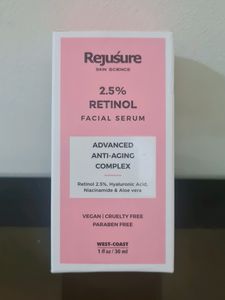 Rejusure
SKIN SCIENCE
2.5%
RETINOL
FACIAL SERUM
ADVANCED
ANTI-AGING
COMPLEX
Retinol 2.5%, Hyaluronic Acid,
Niacinamide & Aloe vera
VEGAN | CRUELTY FREE
PARABEN FREE
WEST-COAST
1 fl oz / 30 ml